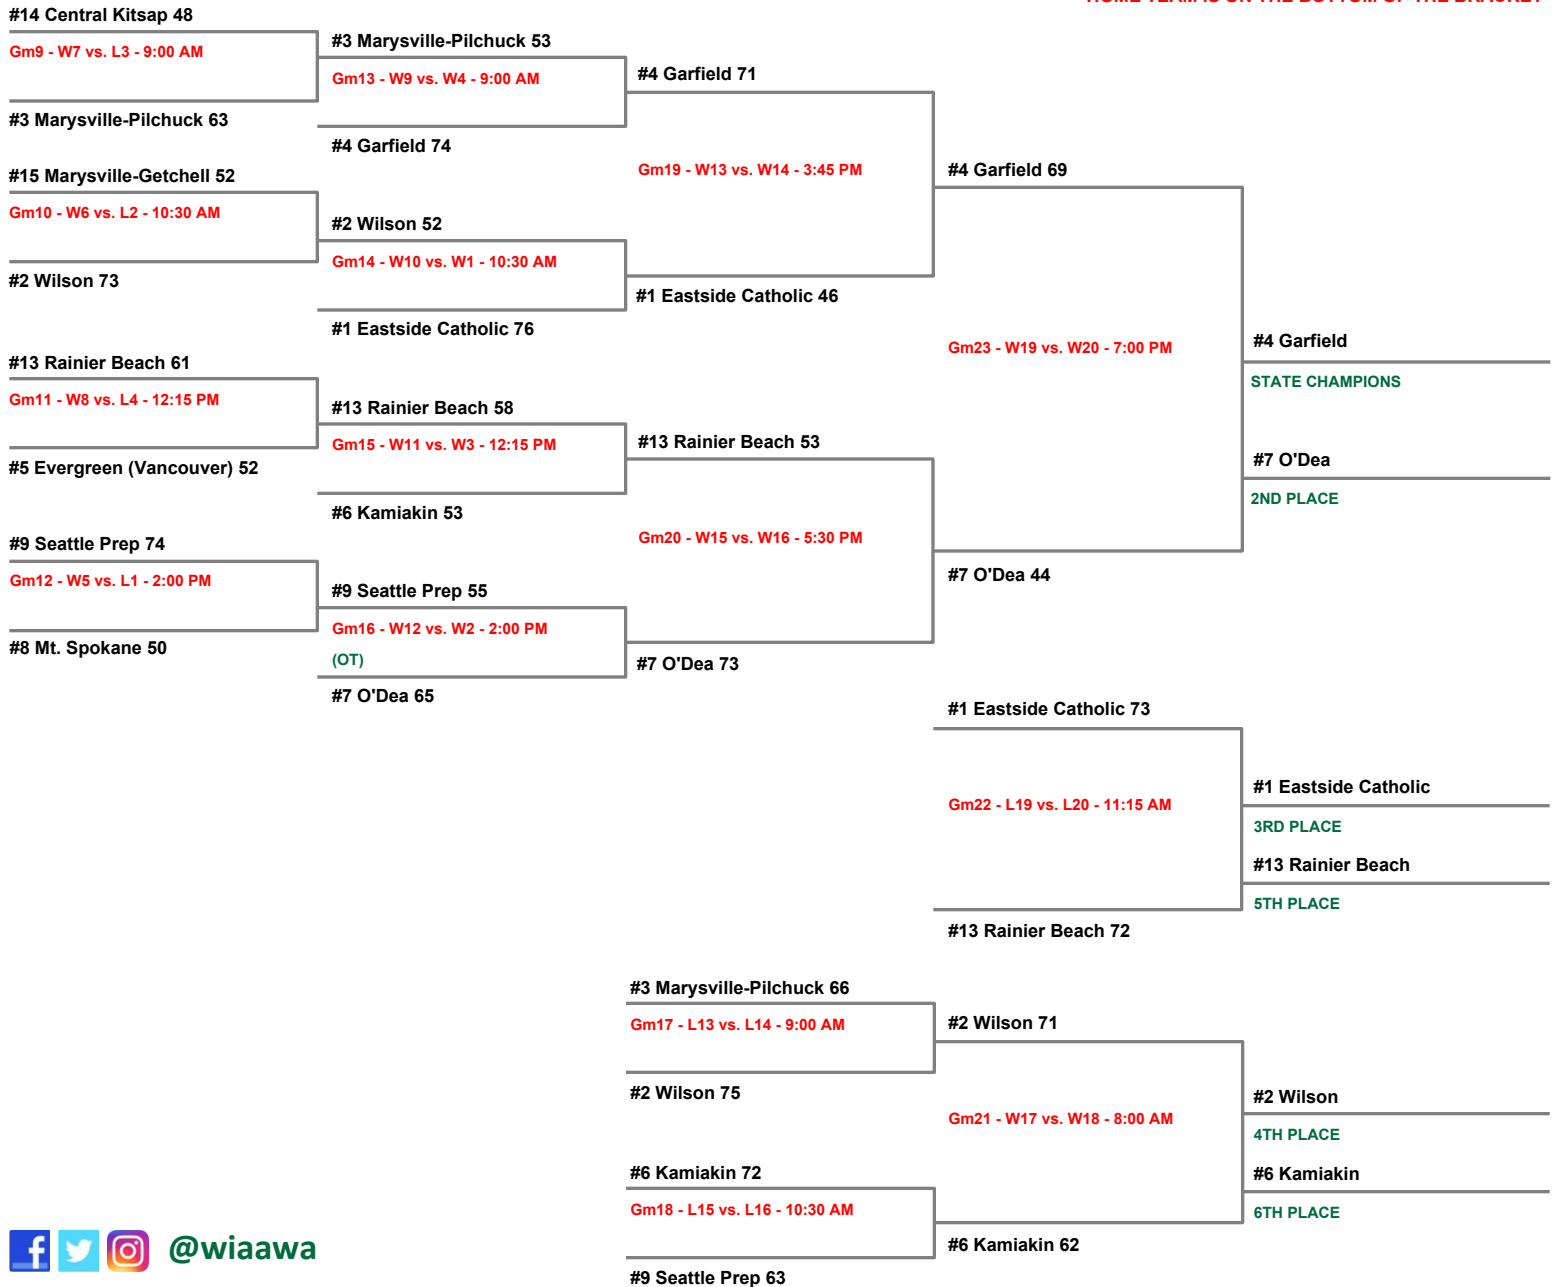 HOME TEAM IS ON THE BOTTOM OF THE BRACKET
#14 Central Kitsap 48
Gm9 - W7 vs. L3 - 9:00 AM
#3 Marysville-Pilchuck 63
#15 Marysville-Getchell 52
Gm10 - W6 vs. L2 - 10:30 AM
#2 Wilson 73
#13 Rainier Beach 61
Gm11 - W8 vs. L4 - 12:15 PM
#5 Evergreen (Vancouver) 52
#9 Seattle Prep 74
Gm12 - W5 vs. L1 - 2:00 PM
#8 Mt. Spokane 50
#3 Marysville-Pilchuck 53
Gm13 - W9 vs. W4 - 9:00 AM
#4 Garfield 74
#2 Wilson 52
Gm14 - W10 vs. W1 - 10:30 AM
#1 Eastside Catholic 76
#13 Rainier Beach 58
Gm15 - W11 vs. W3 - 12:15 PM
#6 Kamiakin 53
#9 Seattle Prep 55
Gm16 - W12 vs. W2 - 2:00 PM
(OT)
#7 O'Dea 65
#4 Garfield 71
Gm19 - W13 vs. W14 - 3:45 PM
#1 Eastside Catholic 46
#13 Rainier Beach 53
Gm20 - W15 vs. W16 - 5:30 PM
#7 O'Dea 73
#4 Garfield 69
Gm23 - W19 vs. W20 - 7:00 PM
#7 O'Dea 44
#4 Garfield
STATE CHAMPIONS
#7 O'Dea
2ND PLACE
#1 Eastside Catholic 73
Gm22 - L19 vs. L20 - 11:15 AM
#13 Rainier Beach 72
#1 Eastside Catholic
3RD PLACE
#13 Rainier Beach
5TH PLACE
#3 Marysville-Pilchuck 66
Gm17 - L13 vs. L14 - 9:00 AM
#2 Wilson 75
#6 Kamiakin 72
Gm18 - L15 vs. L16 - 10:30 AM
#9 Seattle Prep 63
#2 Wilson 71
Gm21 - W17 vs. W18 - 8:00 AM
#6 Kamiakin 62
#2 Wilson
4TH PLACE
#6 Kamiakin
6TH PLACE
@wiaawa